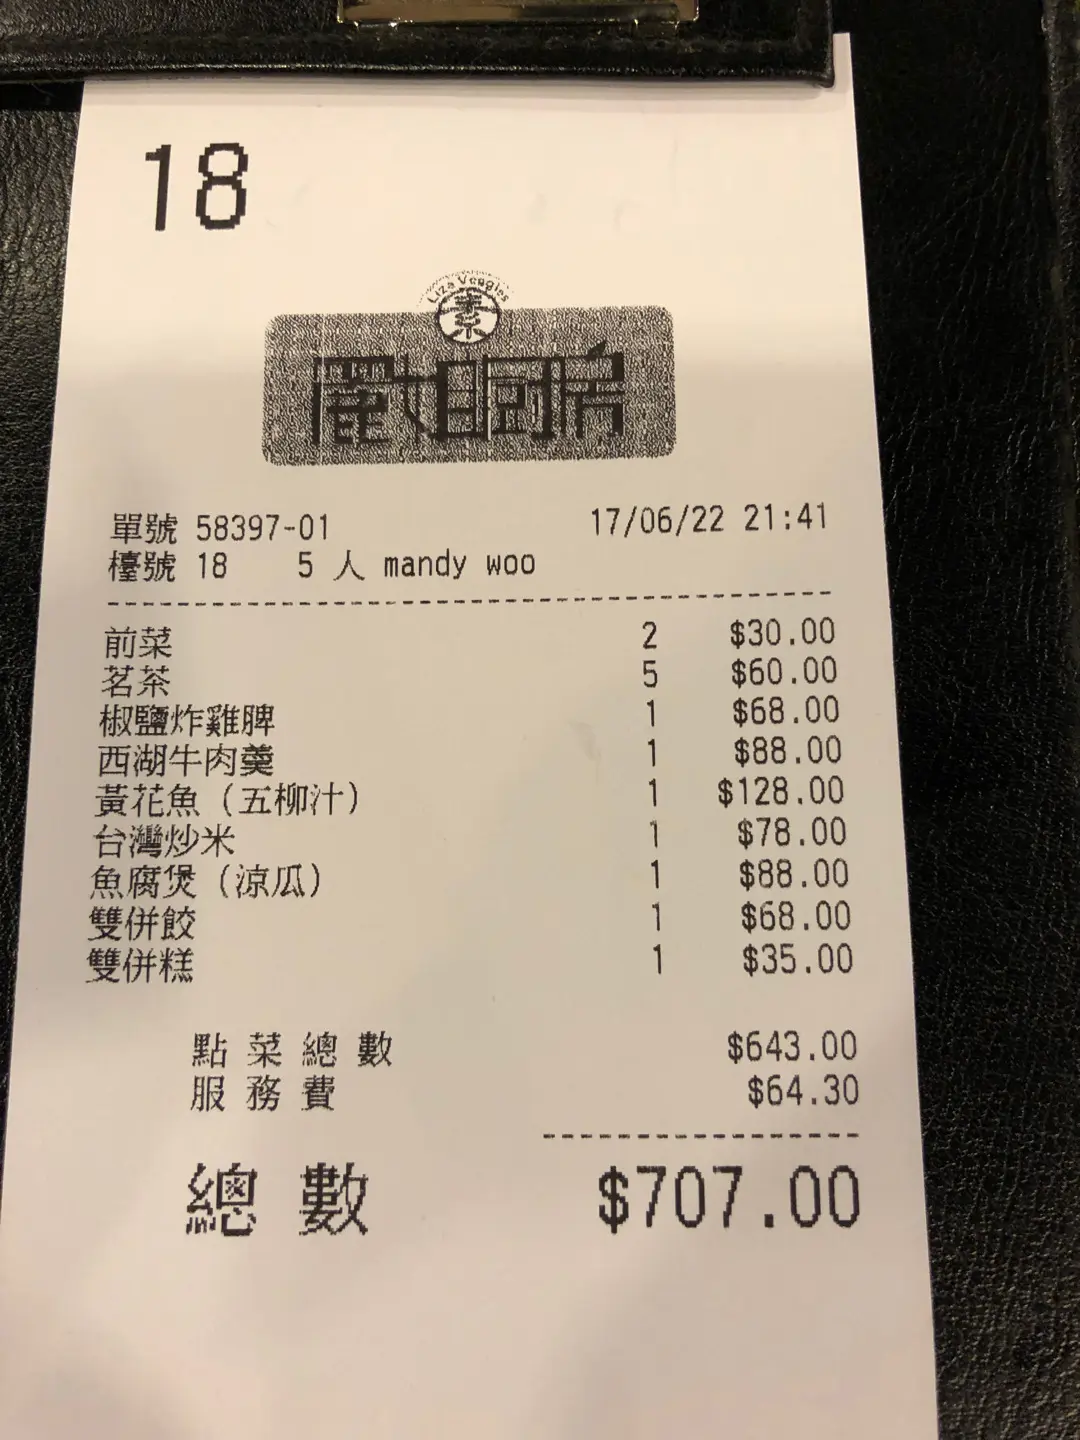 18
Liza Veggies
素
麗姐厨房
單號 58397-01 17/06/22 21:41
檯號 18 5 人 mandy woo
前菜 2 $30.00
茗茶 5 $60.00
椒鹽炸雞脾 1 $68.00
西湖牛肉羹 1 $88.00
黃花魚（五柳汁） 1 $128.00
台灣炒米 1 $78.00
魚腐煲（涼瓜） 1 $88.00
雙併餃 1 $68.00
雙併糕 1 $35.00
點菜總數 $643.00
服務費 $64.30
總數 $707.00